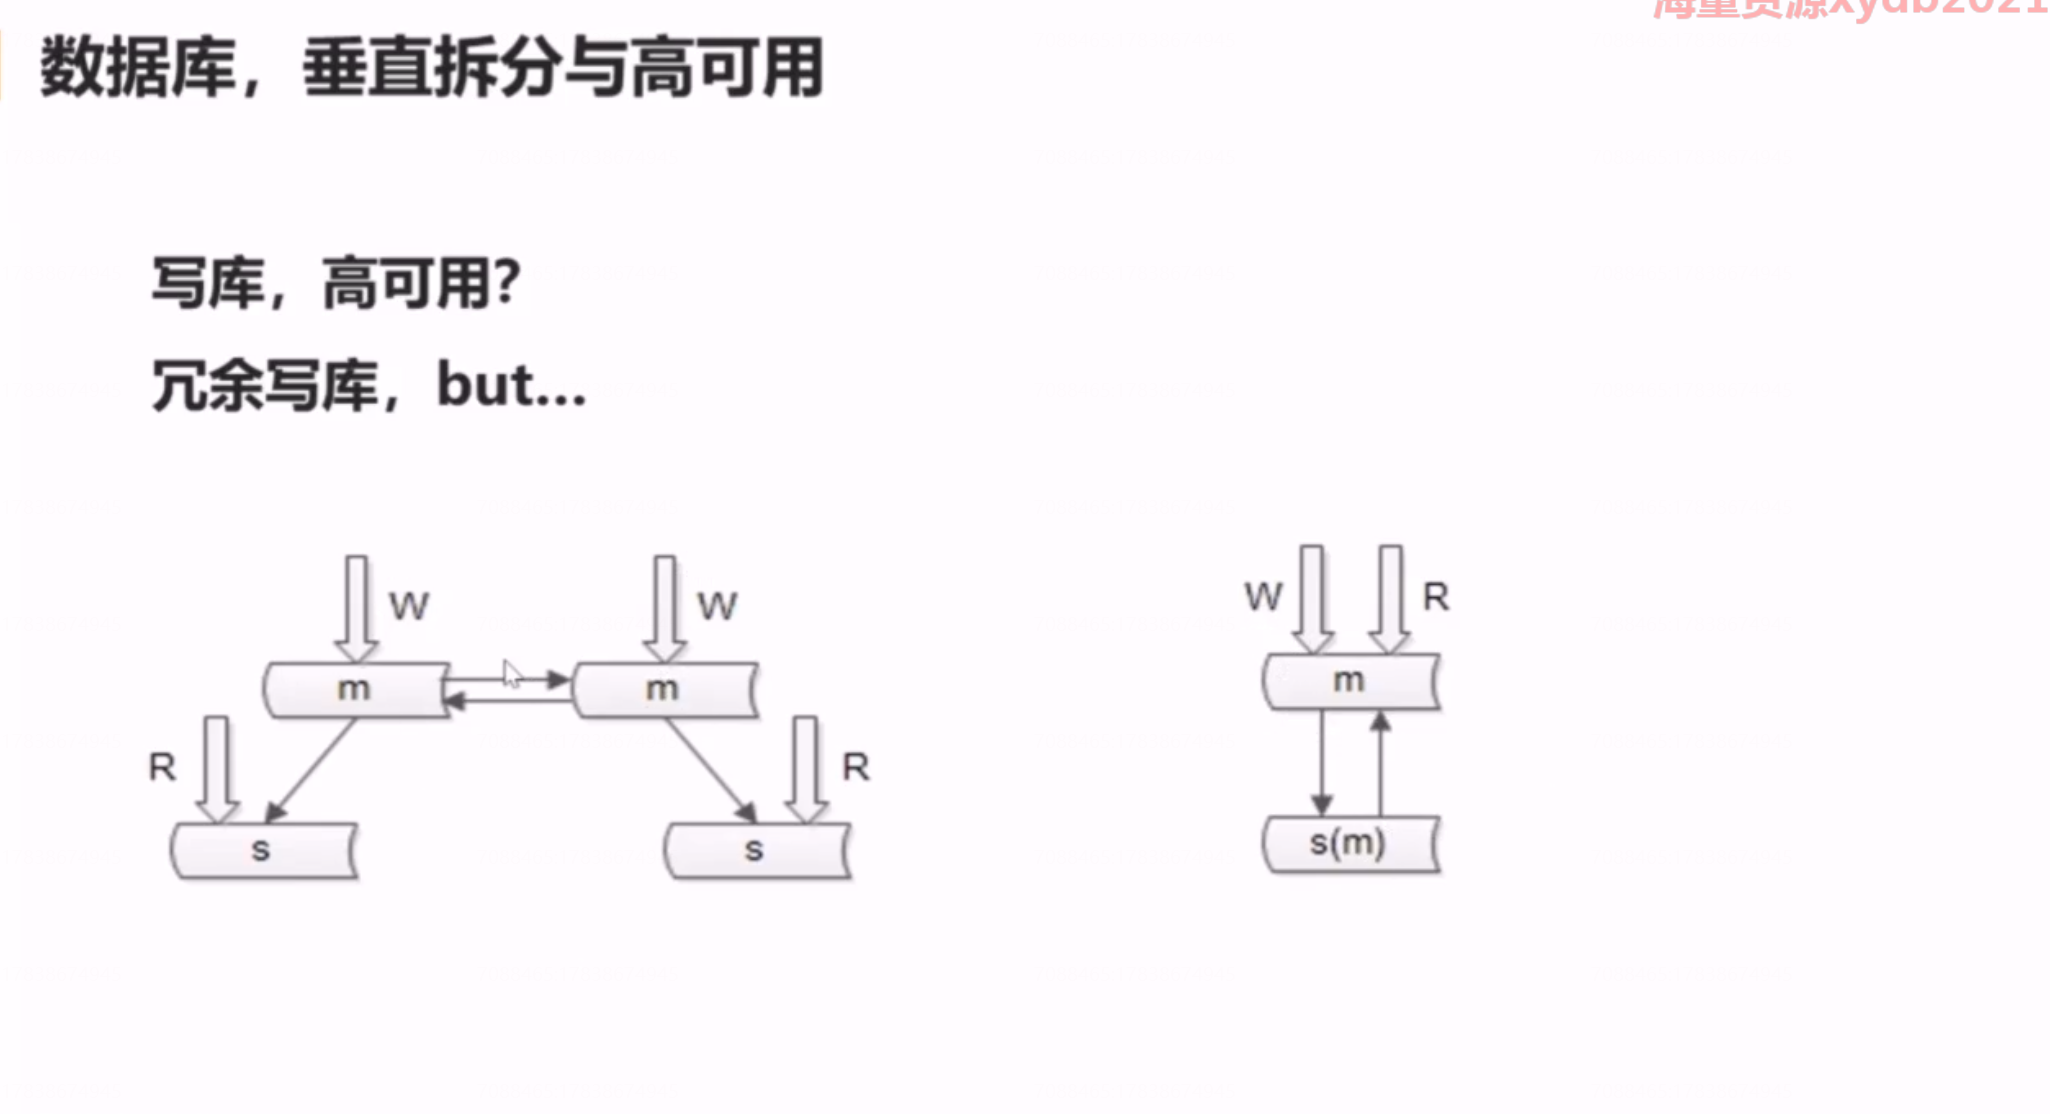 海量资源xydb2021
数据库，垂直拆分与高可用
写库，高可用？
冗余写库，but...
W W
m m
R R
s s
W R
m
s(m)